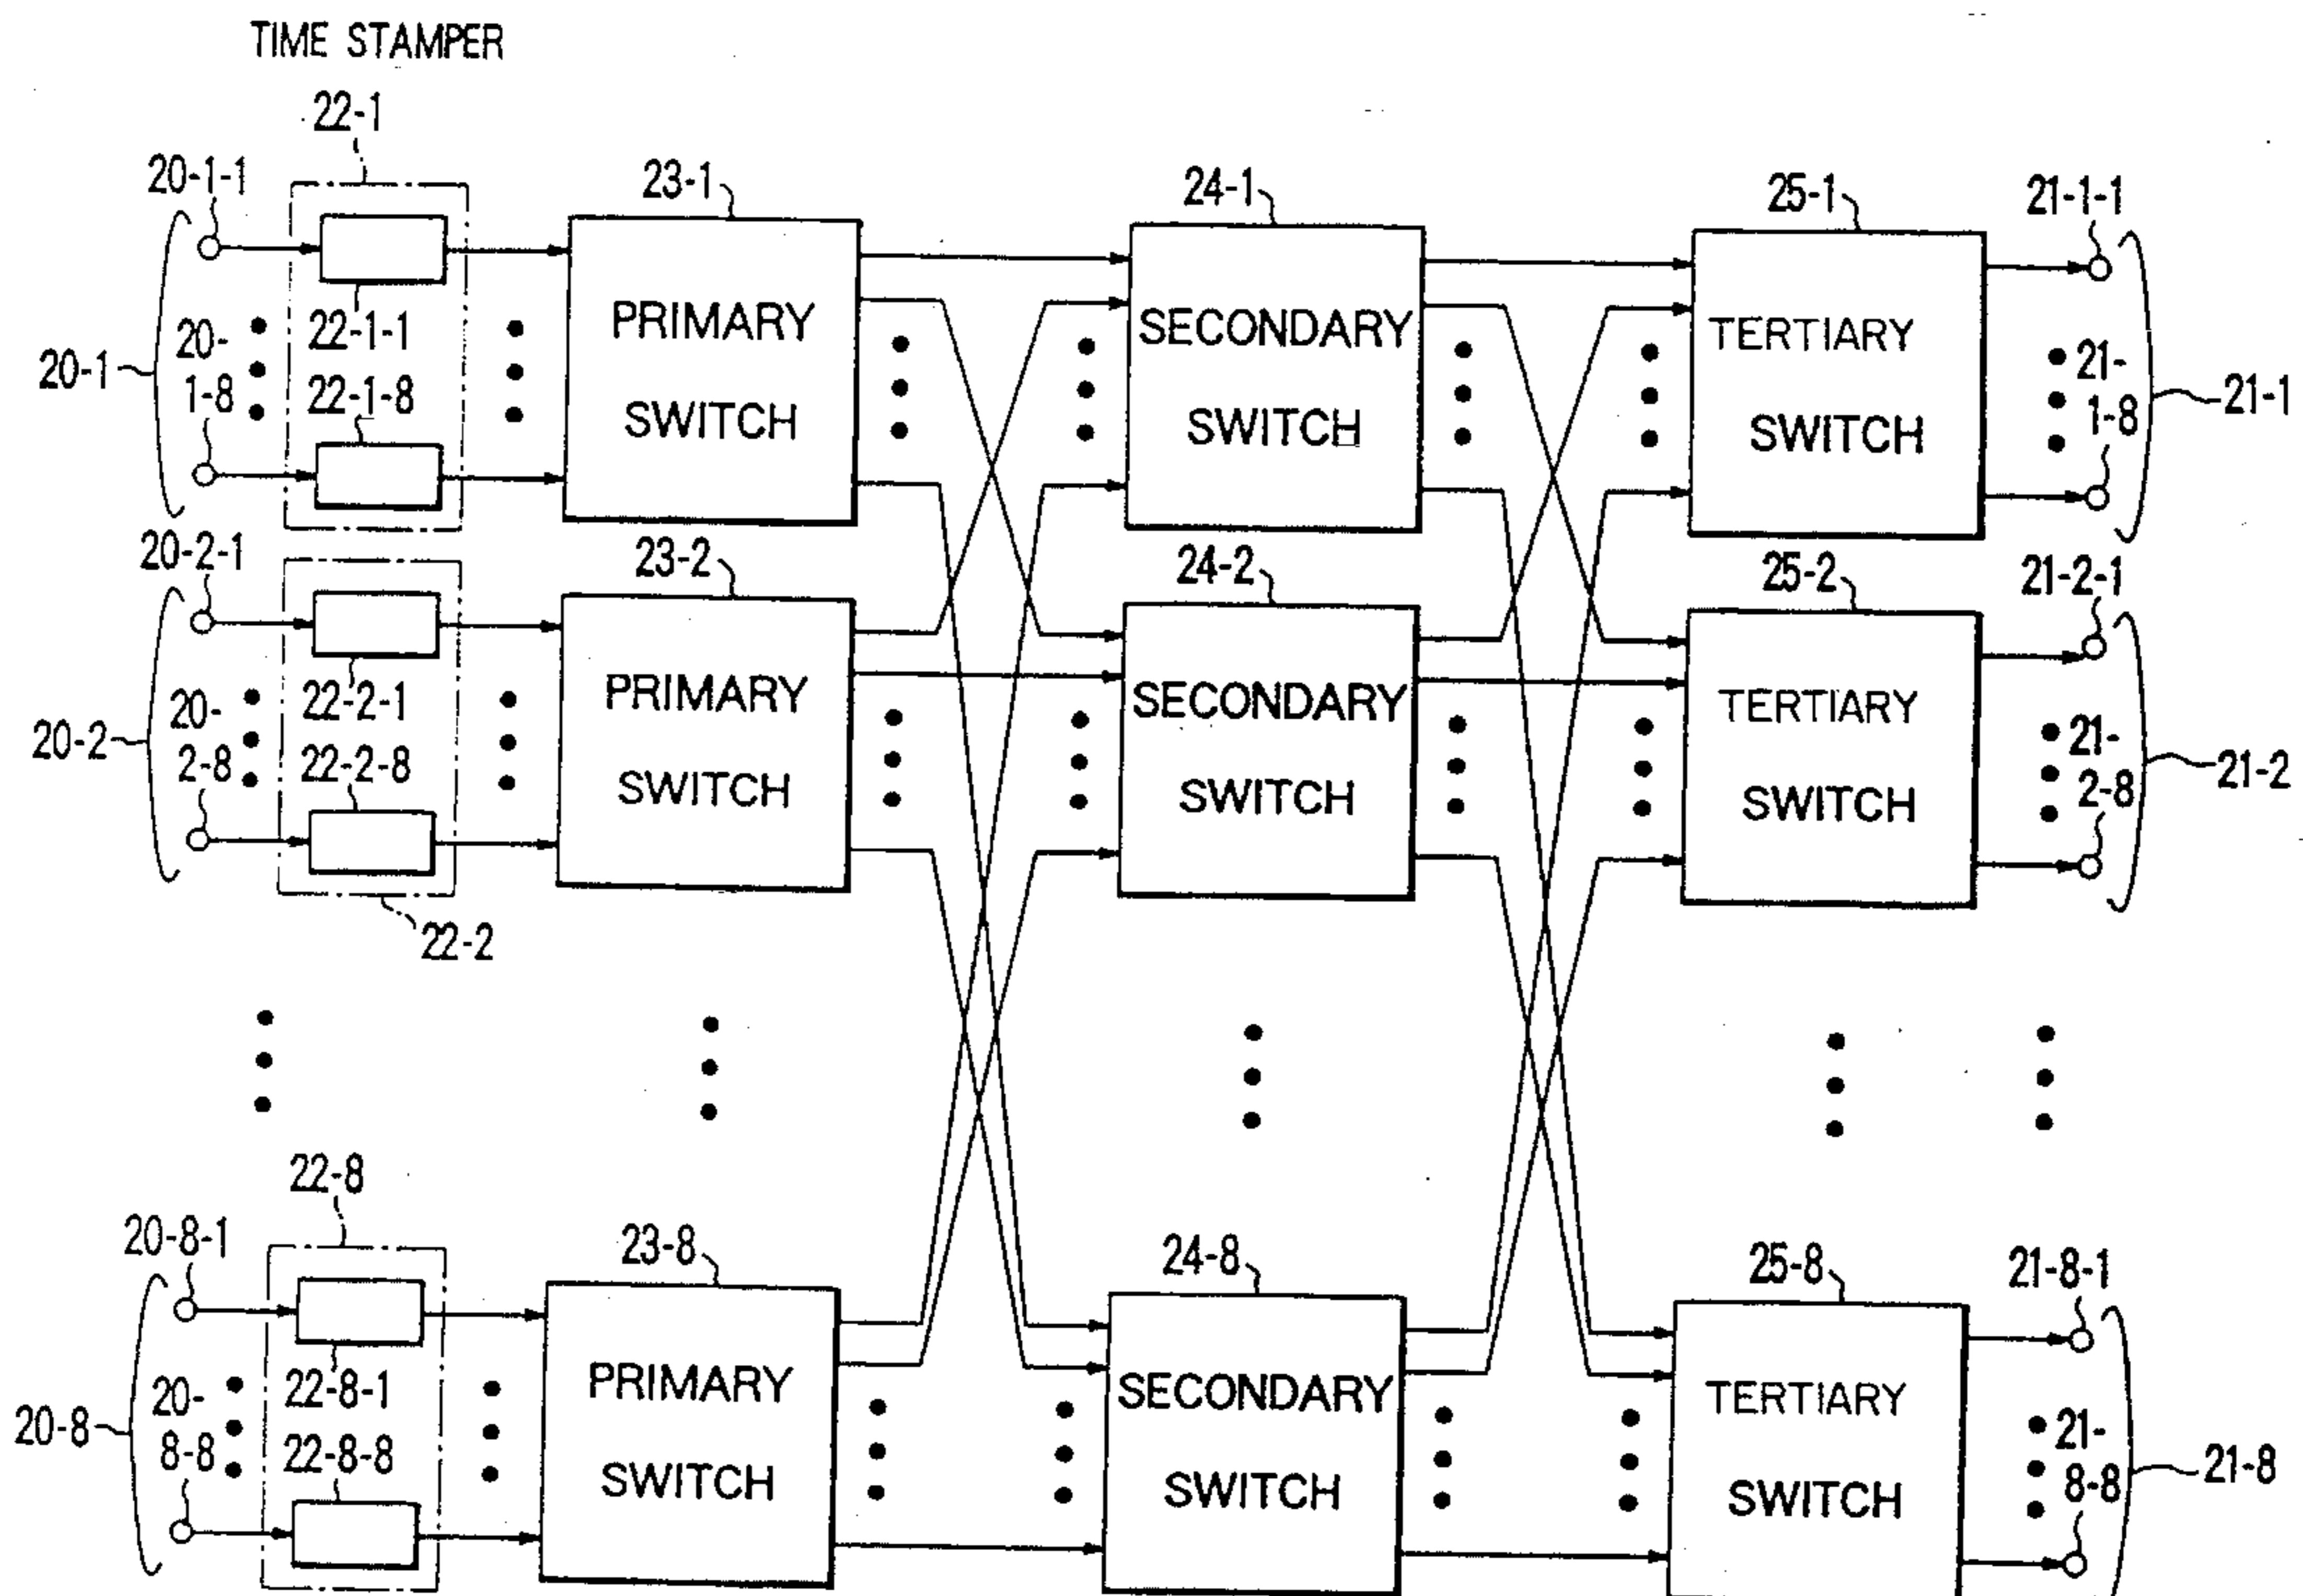 TIME STAMPER
22-1
20-1-1
23-1
24-1
25-1
21-1-1
20-1
20-
1-8
22-1-1
22-1-8
PRIMARY
SWITCH
SECONDARY
SWITCH
TERTIARY
SWITCH
21-
1-8
21-1
20-2-1
23-2
24-2
25-2
21-2-1
20-2
20-
2-8
22-2-1
22-2-8
PRIMARY
SWITCH
SECONDARY
SWITCH
TERTIARY
SWITCH
21-
2-8
21-2
22-2
22-8
20-8-1
23-8
24-8
25-8
21-8-1
20-8
20-
8-8
22-8-1
22-8-8
PRIMARY
SWITCH
SECONDARY
SWITCH
TERTIARY
SWITCH
21-
8-8
21-8